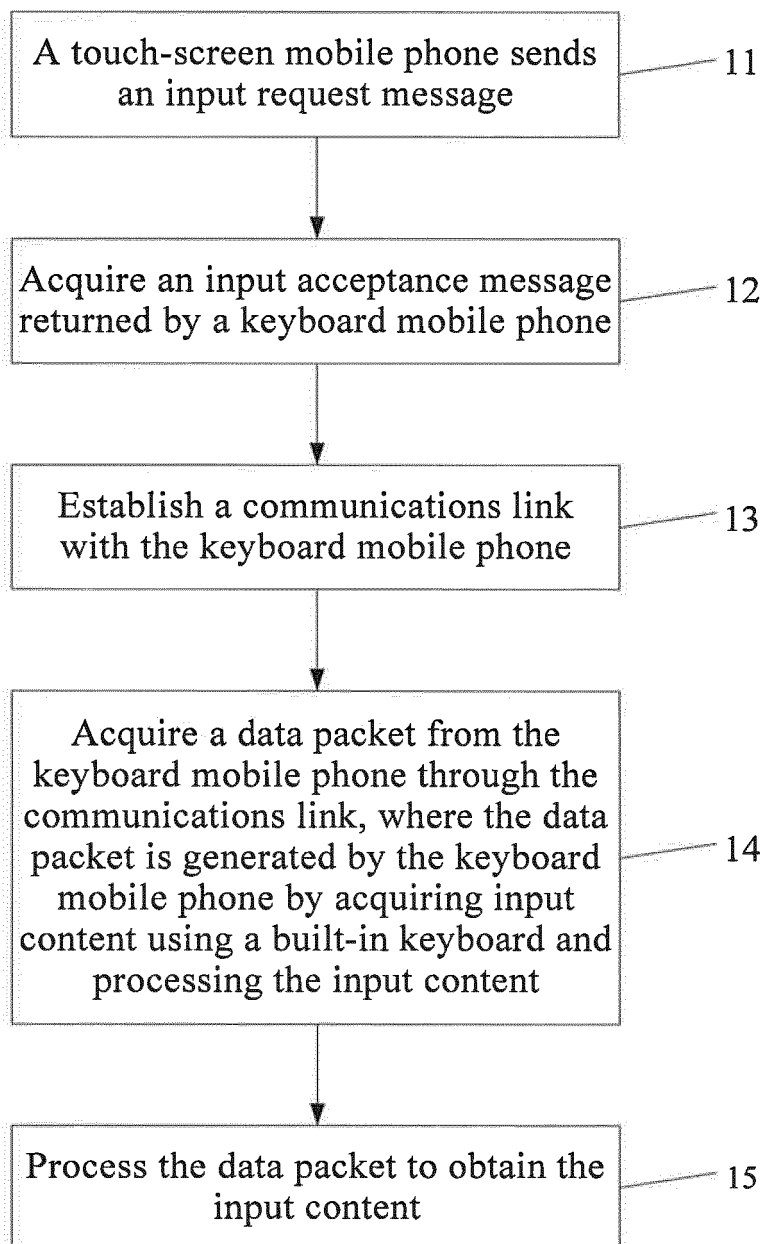 A touch-screen mobile phone sends
an input request message
11
Acquire an input acceptance message
returned by a keyboard mobile phone
12
Establish a communications link
with the keyboard mobile phone
13
Acquire a data packet from the
keyboard mobile phone through the
communications link, where the data
packet is generated by the keyboard
mobile phone by acquiring input
content using a built-in keyboard and
processing the input content
14
Process the data packet to obtain the
input content
15